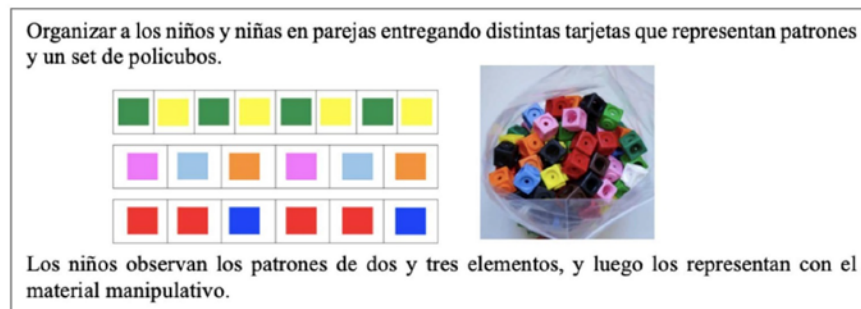 Organizar a los niños y niñas en parejas entregando distintas tarjetas que representan patrones
y un set de policubos.
Los niños observan los patrones de dos y tres elementos, y luego los representan con el
material manipulativo.